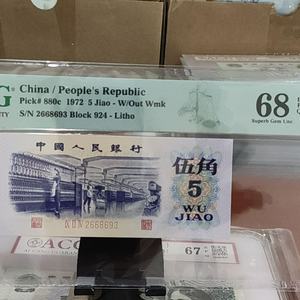 China / People's Republic
Pick# 880c 1972 5 Jiao - W/Out Wmk
S/N 2668693 Block 924 - Litho
68
Superb Gem Unc
中国人民银行
伍角
5
WU
JIAO
2668693
ACG
67